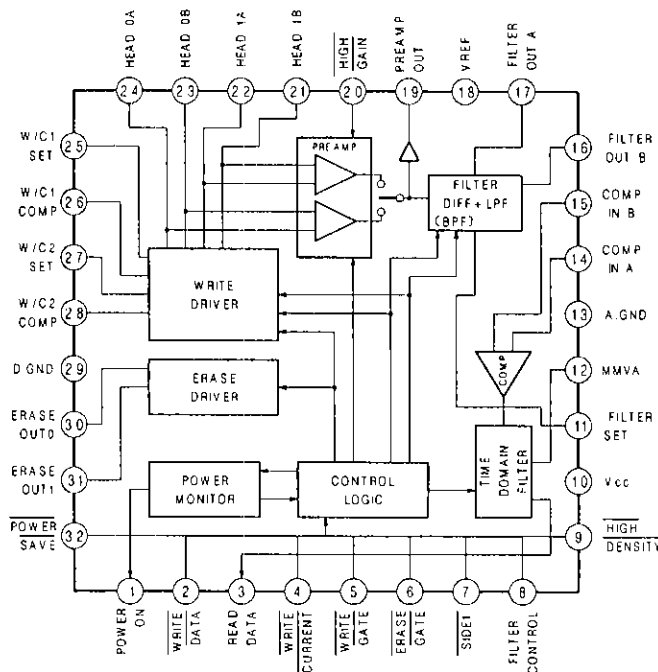 HEAD 0A
HEAD 0B
HEAD 1A
HEAD 1B
HIGH
GAIN
PREAMP
OUT
VREF
FILTER
OUT A
24
23
22
21
20
19
18
17
W/C1
SET
25
W/C1
COMP
26
W/C2
SET
27
W/C2
COMP
28
D.GND
29
ERASE
OUT0
30
ERASE
OUT1
31
POWER
SAVE
32
PREAMP
FILTER
DIFF + LPF
(BPF)
WRITE
DRIVER
ERASE
DRIVER
POWER
MONITOR
CONTROL
LOGIC
COMP
TIME
DOMAIN
FILTER
16
FILTER
OUT B
15
COMP
IN B
14
COMP
IN A
13
A.GND
12
MMVA
11
FILTER
SET
10
Vcc
9
HIGH
DENSITY
1
2
3
4
5
6
7
8
POWER
ON
WRITE
DATA
READ
DATA
WRITE
CURRENT
WRITE
GATE
ERASE
GATE
SIDE1
FILTER
CONTROL